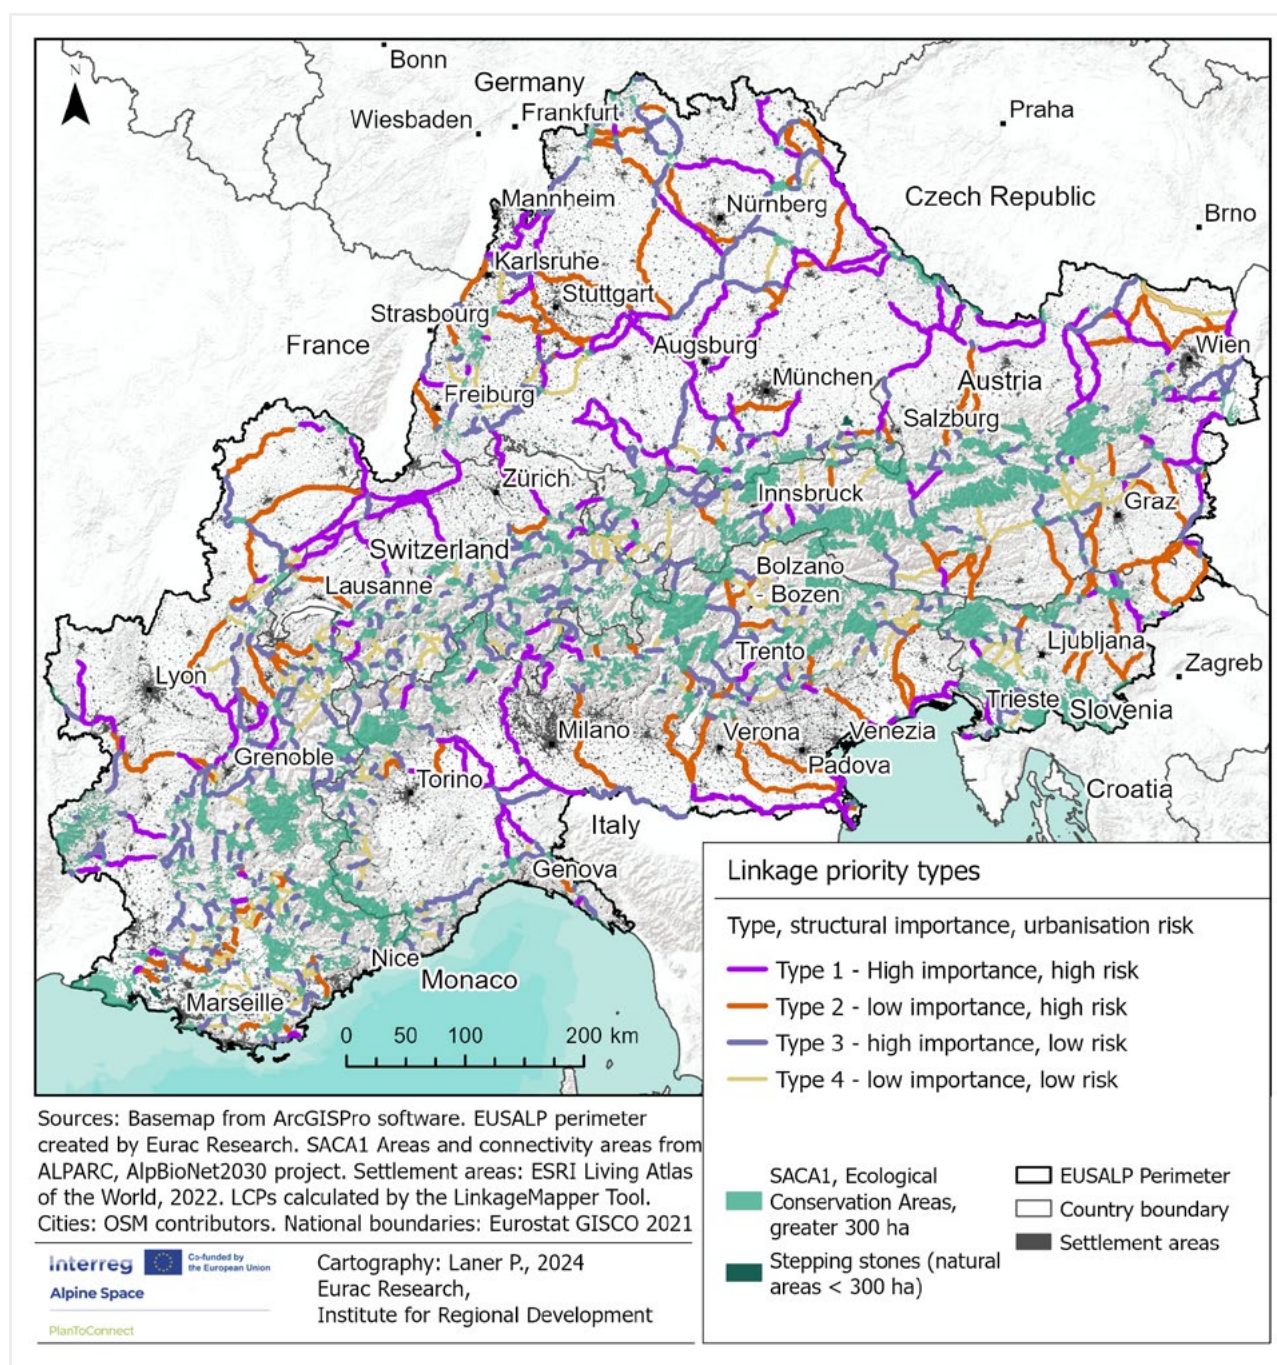 Bonn
Germany
Frankfurt
Wiesbaden
Praha
N
Mannheim
Czech Republic
Nürnberg
Brno
Karlsruhe
Stuttgart
Strasbourg
France
Augsburg
Wien
München
Austria
Freiburg
Salzburg
Zürich
Innsbruck
Graz
Switzerland
Bolzano
- Bozen
Lausanne
Ljubljana
Trento
Zagreb
Lyon
Trieste
Slovenia
Milano
Verona
Venezia
Grenoble
Padova
Torino
Croatia
Italy
Genova
Nice
Monaco
Marseille
0 50 100 200 km
Linkage priority types
Type, structural importance, urbanisation risk
Type 1 - High importance, high risk
Type 2 - low importance, high risk
Type 3 - high importance, low risk
Type 4 - low importance, low risk
SACA1, Ecological
Conservation Areas,
greater 300 ha
Stepping stones (natural
areas < 300 ha)
EUSALP Perimeter
Country boundary
Settlement areas
Sources: Basemap from ArcGISPro software. EUSALP perimeter
created by Eurac Research. SACA1 Areas and connectivity areas from
ALPARC, AlpBioNet2030 project. Settlement areas: ESRI Living Atlas
of the World, 2022. LCPs calculated by the LinkageMapper Tool.
Cities: OSM contributors. National boundaries: Eurostat GISCO 2021
Interreg
Co-funded by
the European Union
Alpine Space
PlanToConnect
Cartography: Laner P., 2024
Eurac Research,
Institute for Regional Development